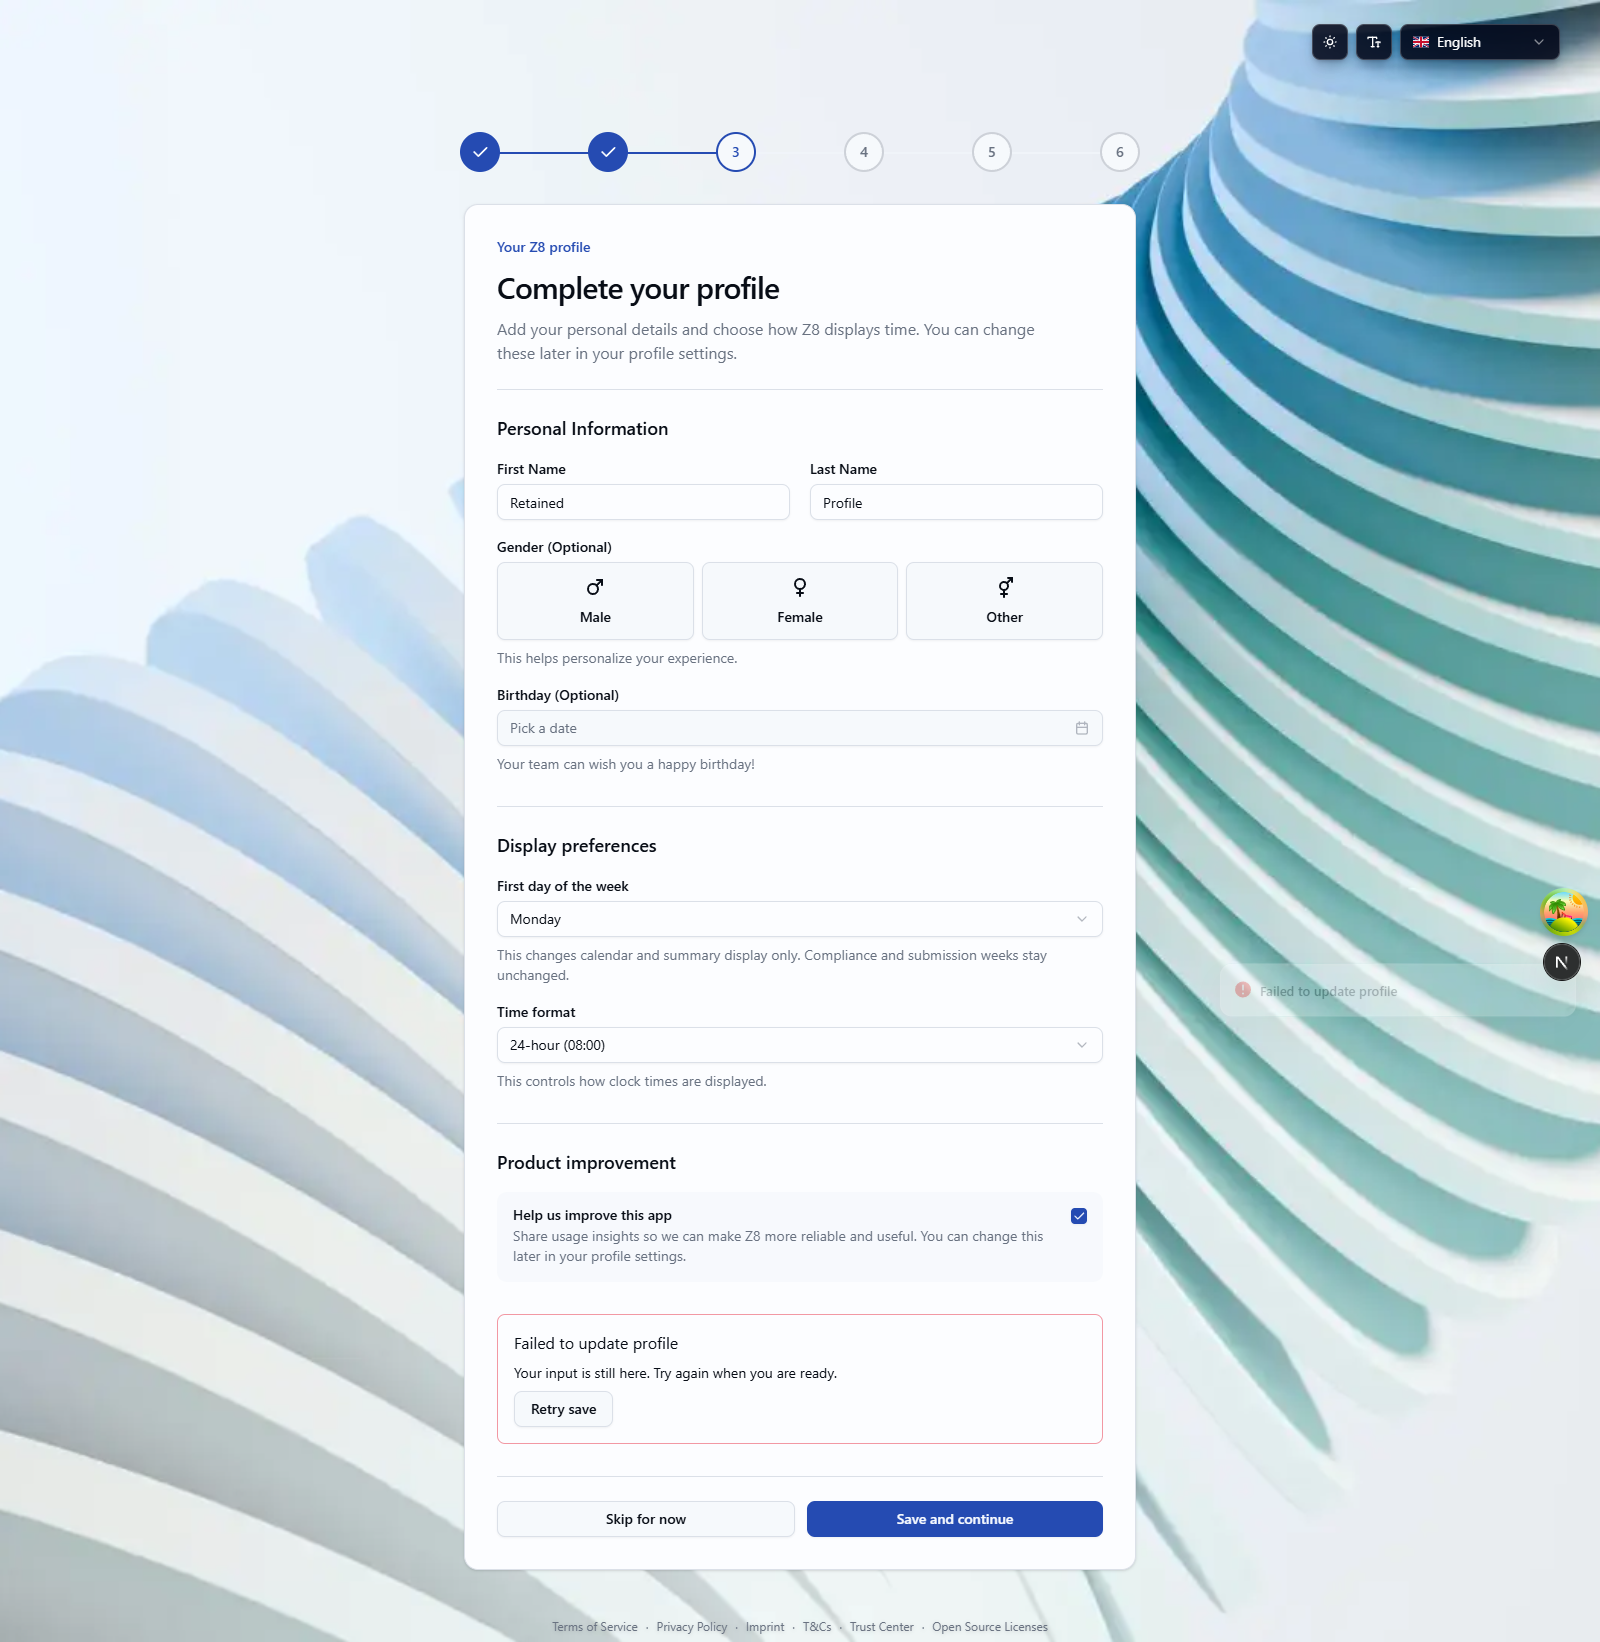 English
3
4
5
6
Your Z8 profile
Complete your profile
Add your personal details and choose how Z8 displays time. You can change
these later in your profile settings.
Personal Information
First Name
Last Name
Retained
Profile
Gender (Optional)
Male
Female
Other
This helps personalize your experience.
Birthday (Optional)
Pick a date
Your team can wish you a happy birthday!
Display preferences
First day of the week
Monday
This changes calendar and summary display only. Compliance and submission weeks stay
unchanged.
Failed to update profile
Time format
24-hour (08:00)
This controls how clock times are displayed.
Product improvement
Help us improve this app
Share usage insights so we can make Z8 more reliable and useful. You can change this
later in your profile settings.
Failed to update profile
Your input is still here. Try again when you are ready.
Retry save
Skip for now
Save and continue
Terms of Service · Privacy Policy · Imprint · T&Cs · Trust Center · Open Source Licenses